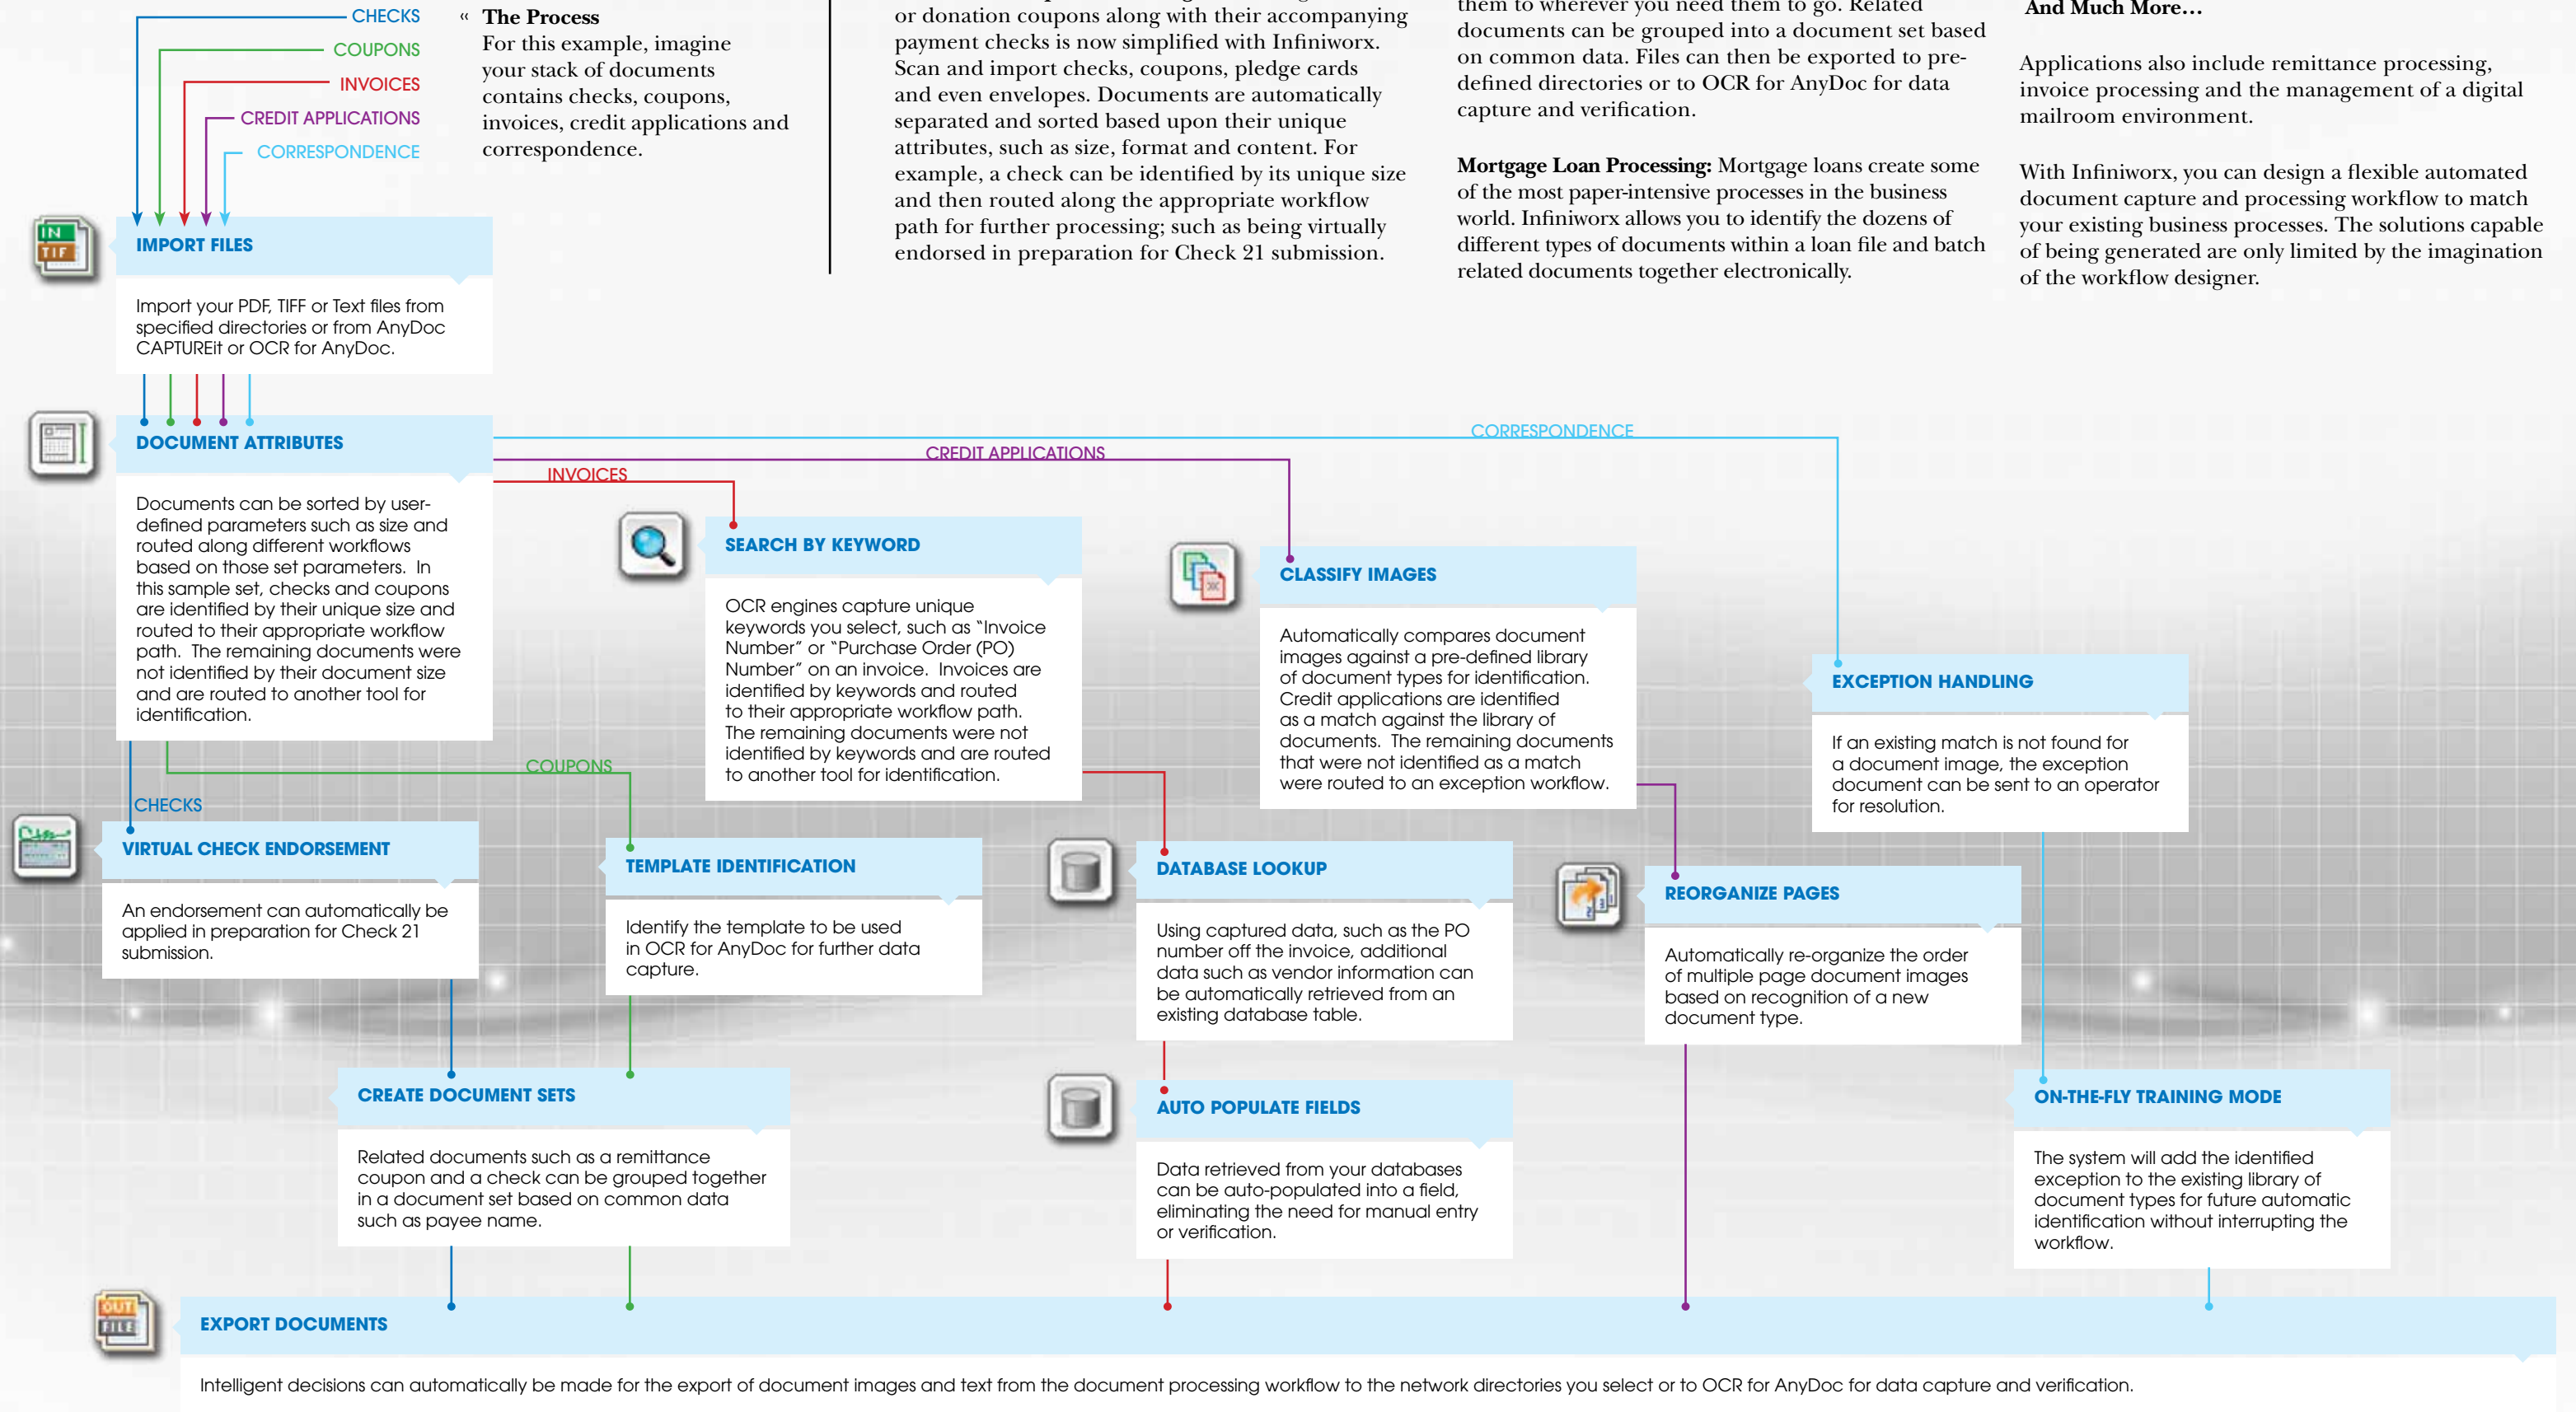 CHECKS
COUPONS
INVOICES
CREDIT APPLICATIONS
CORRESPONDENCE
« The Process
For this example, imagine
your stack of documents
contains checks, coupons,
invoices, credit applications and
correspondence.
or donation coupons along with their accompanying
payment checks is now simplified with Infiniworx.
Scan and import checks, coupons, pledge cards
and even envelopes. Documents are automatically
separated and sorted based upon their unique
attributes, such as size, format and content. For
example, a check can be identified by its unique size
and then routed along the appropriate workflow
path for further processing; such as being virtually
endorsed in preparation for Check 21 submission.
them to wherever you need them to go. Related
documents can be grouped into a document set based
on common data. Files can then be exported to pre-
defined directories or to OCR for AnyDoc for data
capture and verification.
Mortgage Loan Processing: Mortgage loans create some
of the most paper-intensive processes in the business
world. Infiniworx allows you to identify the dozens of
different types of documents within a loan file and batch
related documents together electronically.
And Much More…
Applications also include remittance processing,
invoice processing and the management of a digital
mailroom environment.
With Infiniworx, you can design a flexible automated
document capture and processing workflow to match
your existing business processes. The solutions capable
of being generated are only limited by the imagination
of the workflow designer.
IN
TIF
IMPORT FILES
Import your PDF, TIFF or Text files from
specified directories or from AnyDoc
CAPTUREit or OCR for AnyDoc.
DOCUMENT ATTRIBUTES
Documents can be sorted by user-
defined parameters such as size and
routed along different workflows
based on those set parameters. In
this sample set, checks and coupons
are identified by their unique size and
routed to their appropriate workflow
path. The remaining documents were
not identified by their document size
and are routed to another tool for
identification.
INVOICES
CREDIT APPLICATIONS
CORRESPONDENCE
SEARCH BY KEYWORD
OCR engines capture unique
keywords you select, such as “Invoice
Number” or “Purchase Order (PO)
Number” on an invoice. Invoices are
identified by keywords and routed
to their appropriate workflow path.
The remaining documents were not
identified by keywords and are routed
to another tool for identification.
CLASSIFY IMAGES
Automatically compares document
images against a pre-defined library
of document types for identification.
Credit applications are identified
as a match against the library of
documents. The remaining documents
that were not identified as a match
were routed to an exception workflow.
EXCEPTION HANDLING
If an existing match is not found for
a document image, the exception
document can be sent to an operator
for resolution.
COUPONS
CHECKS
VIRTUAL CHECK ENDORSEMENT
An endorsement can automatically be
applied in preparation for Check 21
submission.
TEMPLATE IDENTIFICATION
Identify the template to be used
in OCR for AnyDoc for further data
capture.
DATABASE LOOKUP
Using captured data, such as the PO
number off the invoice, additional
data such as vendor information can
be automatically retrieved from an
existing database table.
REORGANIZE PAGES
Automatically re-organize the order
of multiple page document images
based on recognition of a new
document type.
CREATE DOCUMENT SETS
Related documents such as a remittance
coupon and a check can be grouped together
in a document set based on common data
such as payee name.
AUTO POPULATE FIELDS
Data retrieved from your databases
can be auto-populated into a field,
eliminating the need for manual entry
or verification.
ON-THE-FLY TRAINING MODE
The system will add the identified
exception to the existing library of
document types for future automatic
identification without interrupting the
workflow.
OUT
FILE
EXPORT DOCUMENTS
Intelligent decisions can automatically be made for the export of document images and text from the document processing workflow to the network directories you select or to OCR for AnyDoc for data capture and verification.